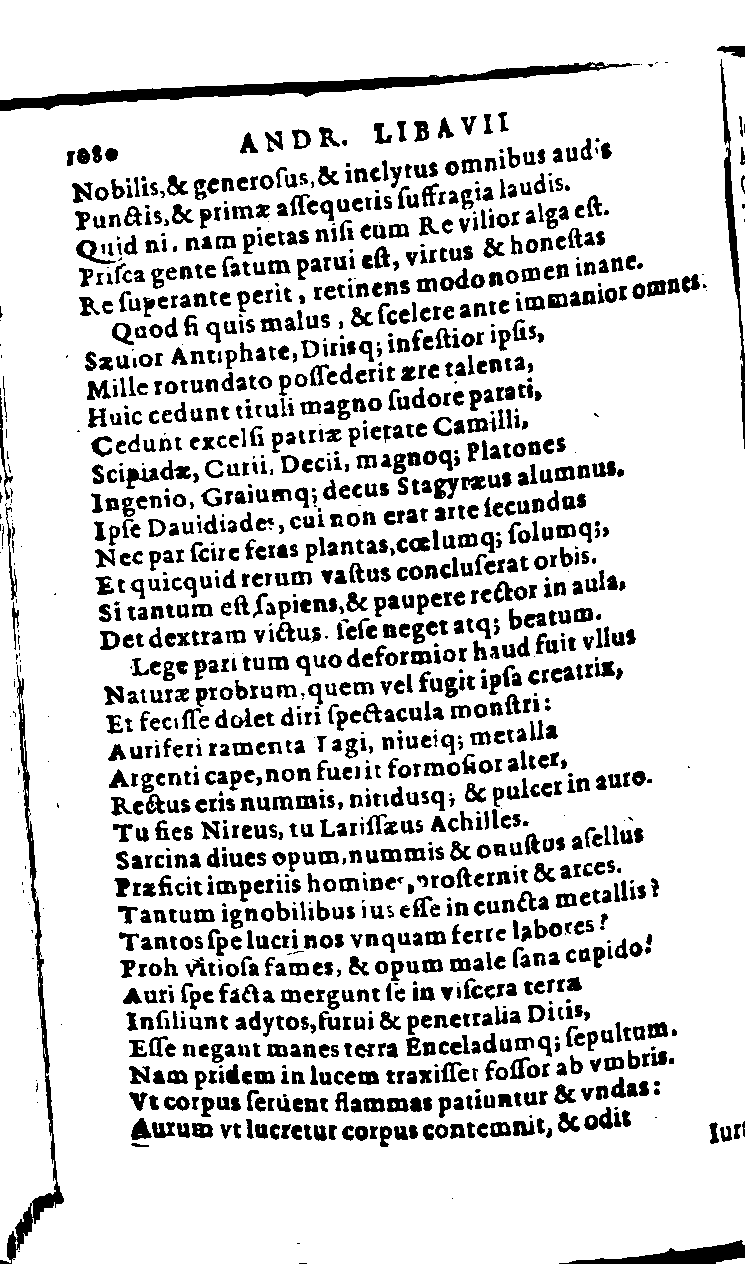 1080 ANDR. LIBAVII
Nobilis,& generoſus,& inclytus omnibus audis
Punctis,& primæ aſſequeris ſuffragia laudis.
Quid ni. nam pietas niſi cum Re vilior alga eſt.
Priſca gente ſatum parui eſt, virtus & honeſtas
Re ſuperante perit, retinens modo nomen inane.
Quod ſi quis malus, & ſcelere ante immanior omnes.
Sæuior Antiphate, Dirisq; infeſtior ipſis,
Mille rotundato poſſederit ære talenta,
Huic cedunt tituli magno ſudore parati,
Cedunt excelſi patriæ pietate Camilli,
Scipiadæ, Curii, Decii, magnoq; Platones
Ingenio, Graiumq; decus Stagyræus alumnus.
Ipſe Dauidiades, cui non erat arte ſecundus
Nec par ſcire feras plantas,cœlumq; ſolumq;,
Et quicquid rerum vaſtus concluſerat orbis.
Si tantum eſt ſapiens,& paupere rector in aula,
Det dextram victus. ſeſe neget atq; beatum.
Lege pari tum quo deformior haud fuit vllus
Naturæ probrum,quem vel fugit ipſa creatrix,
Et feciſſe dolet diri ſpectacula monſtri:
Auriferi ramenta Tagi, niueiq; metalla
Argenti cape,non fuerit formoſior alter,
Rectus eris nummis, nitidusq; & pulcer in auro.
Tu fies Nireus, tu Lariſſæus Achilles.
Sarcina diues opum,nummis & onuſtus aſellus
Præficit imperiis homines,proſternit & arces.
Tantum ignobilibus ius eſſe in cuncta metallis?
Tantos ſpe lucri nos vnquam ferre labores?
Proh vitioſa fames, & opum male ſana cupido!
Auri ſpe facta mergunt ſe in viſcera terra
Inſiliunt adytos,furui & penetralia Ditis,
Eſſe negant manes terra Enceladumq; ſepultum.
Nam pridem in lucem traxiſſet foſſor ab vmbris.
Vt corpus ſeruent flammas patiuntur & vndas:
Aurum vt lucretur corpus contemnit, & odit
Iurt